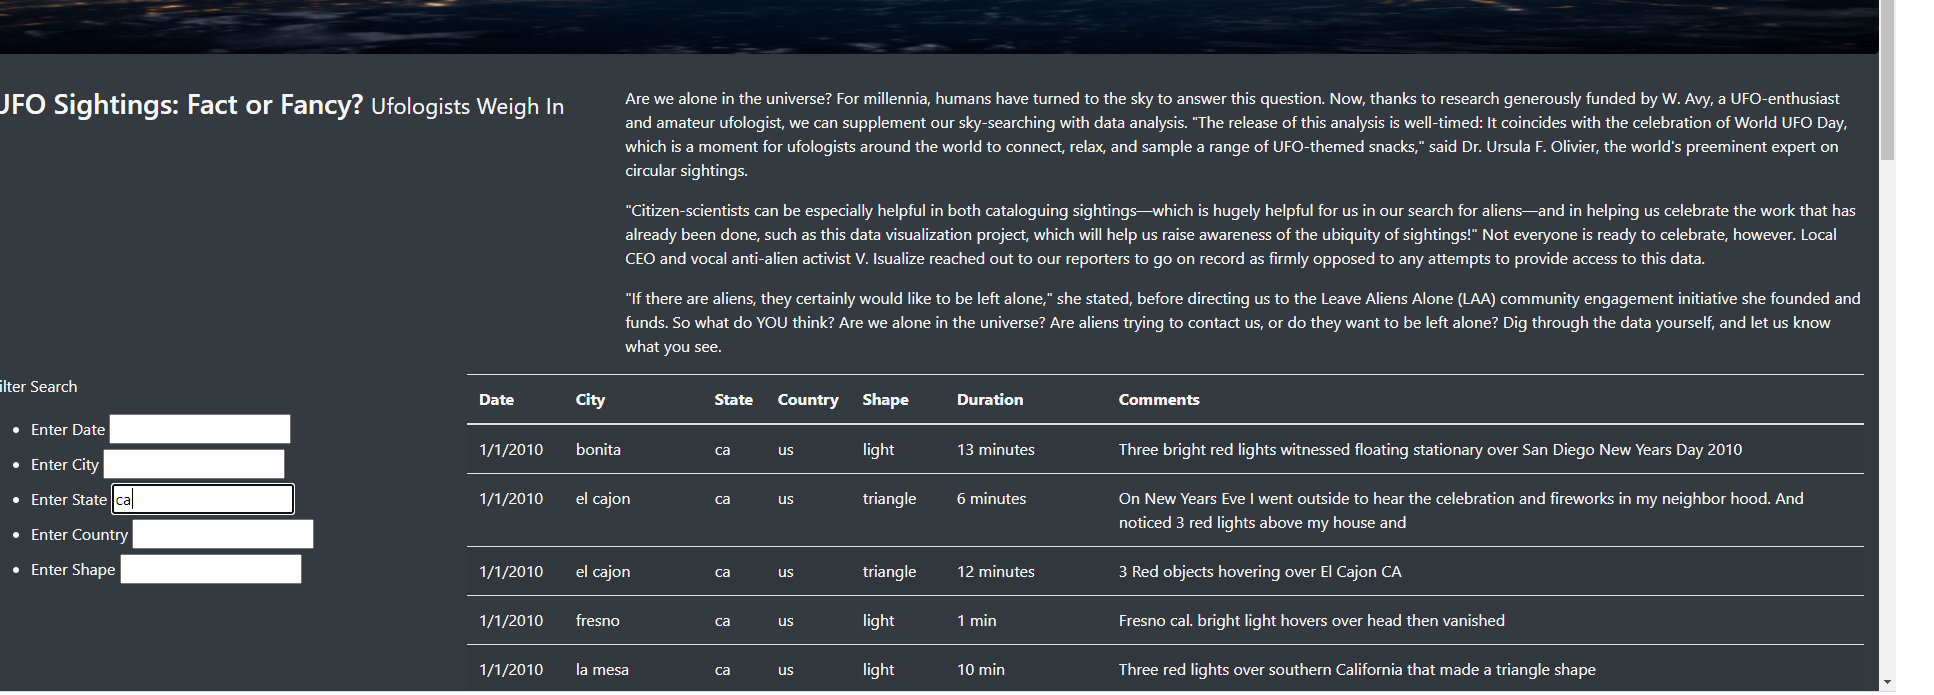 UFO Sightings: Fact or Fancy? Ufologists Weigh In
Are we alone in the universe? For millennia, humans have turned to the sky to answer this question. Now, thanks to research generously funded by W. Avy, a UFO-enthusiast
and amateur ufologist, we can supplement our sky-searching with data analysis. "The release of this analysis is well-timed: It coincides with the celebration of World UFO Day,
which is a moment for ufologists around the world to connect, relax, and sample a range of UFO-themed snacks," said Dr. Ursula F. Olivier, the world's preeminent expert on
circular sightings.
"Citizen-scientists can be especially helpful in both cataloguing sightings—which is hugely helpful for us in our search for aliens—and in helping us celebrate the work that has
already been done, such as this data visualization project, which will help us raise awareness of the ubiquity of sightings!" Not everyone is ready to celebrate, however. Local
CEO and vocal anti-alien activist V. Isualize reached out to our reporters to go on record as firmly opposed to any attempts to provide access to this data.
"If there are aliens, they certainly would like to be left alone," she stated, before directing us to the Leave Aliens Alone (LAA) community engagement initiative she founded and
funds. So what do YOU think? Are we alone in the universe? Are aliens trying to contact us, or do they want to be left alone? Dig through the data yourself, and let us know
what you see.
ilter Search
Enter Date
Enter City
Enter State ca
Enter Country
Enter Shape
Date City State Country Shape Duration Comments
1/1/2010 bonita ca us light 13 minutes Three bright red lights witnessed floating stationary over San Diego New Years Day 2010
1/1/2010 el cajon ca us triangle 6 minutes On New Years Eve I went outside to hear the celebration and fireworks in my neighbor hood. And
noticed 3 red lights above my house and
1/1/2010 el cajon ca us triangle 12 minutes 3 Red objects hovering over El Cajon CA
1/1/2010 fresno ca us light 1 min Fresno cal. bright light hovers over head then vanished
1/1/2010 la mesa ca us light 10 min Three red lights over southern California that made a triangle shape